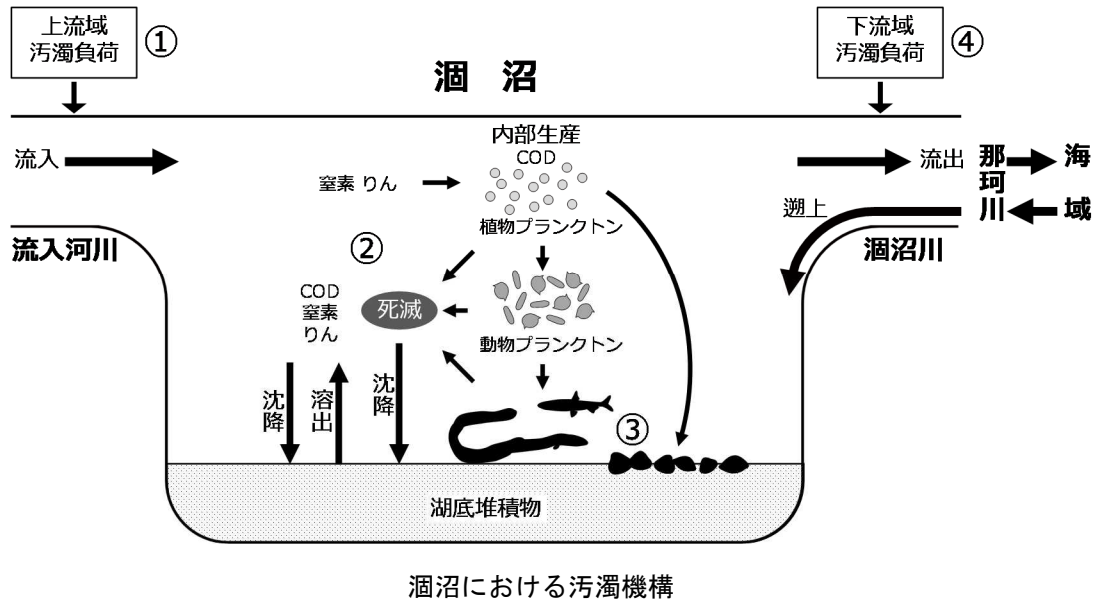 上流域
汚濁負荷
①
下流域
汚濁負荷
④
涸 沼
流入
内部生産
COD
窒素 りん
植物プランクトン
流出
那珂川
海
域
遡上
流入河川
涸沼川
②
COD
窒素
りん
死滅
動物プランクトン
沈降
溶出
沈降
③
湖底堆積物
涸沼における汚濁機構